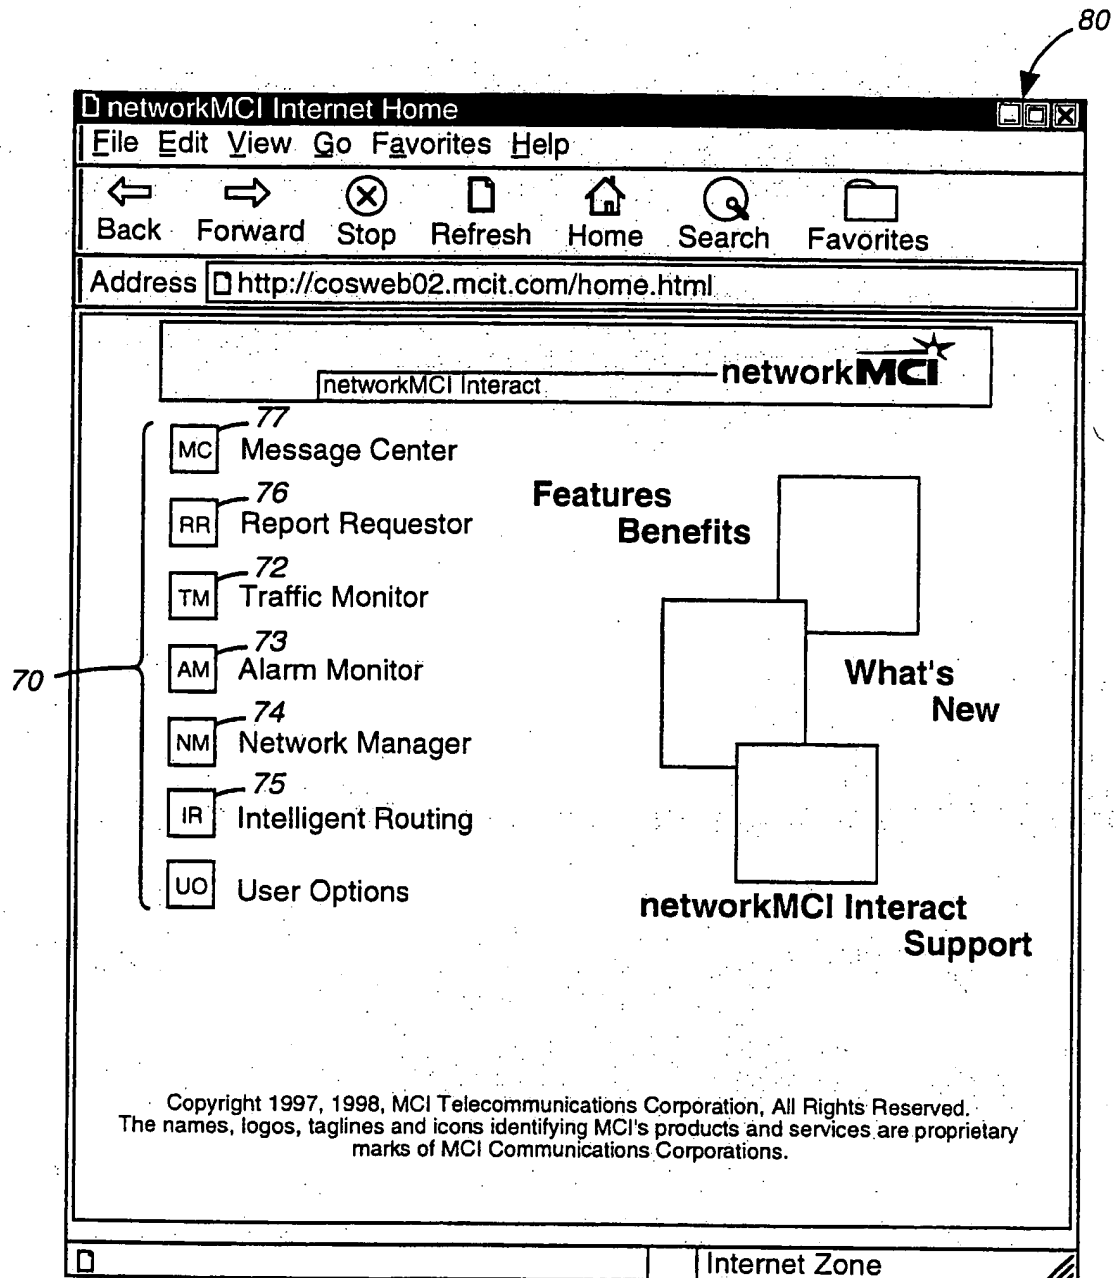 80
networkMCI Internet Home
File Edit View Go Favorites Help
Back Forward Stop Refresh Home Search Favorites
Address http://cosweb02.mcit.com/home.html
networkMCI Interact
networkMCI
77
MC Message Center
76
RR Report Requestor
72
TM Traffic Monitor
73
AM Alarm Monitor
74
NM Network Manager
75
IR Intelligent Routing
UO User Options
70
Features
Benefits
What's
New
networkMCI Interact
Support
Copyright 1997, 1998, MCI Telecommunications Corporation, All Rights Reserved.
The names, logos, taglines and icons identifying MCI's products and services are proprietary
marks of MCI Communications Corporations.
Internet Zone